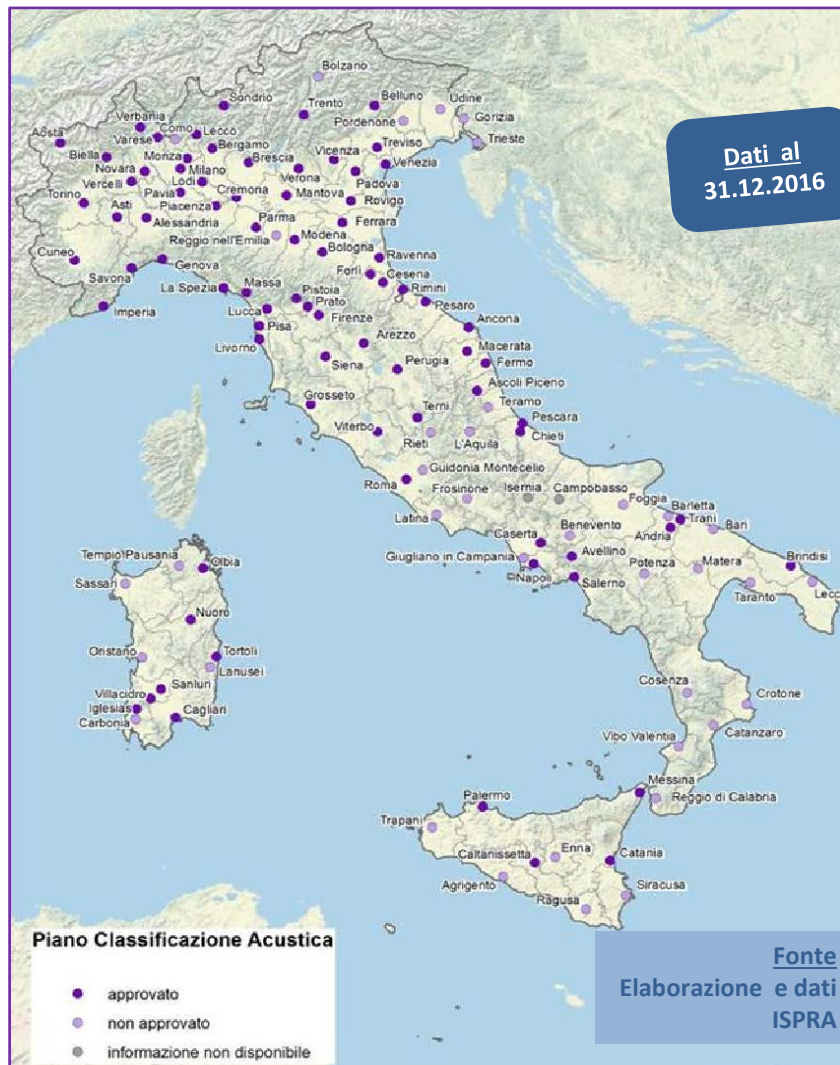 Bolzano
Sondrio
Belluno
Udine
Trento
Pordenone
Gorizia
Verbania
Como
Lecco
Aosta
Varese
Bergamo
Treviso
Trieste
Biella
Monza
Brescia
Vicenza
Venezia
Novara
Milano
Verona
Padova
Vercelli
Lodi
Torino
Pavia
Cremona
Mantova
Rovigo
Asti
Piacenza
Alessandria
Parma
Ferrara
Reggio nell'Emilia
Modena
Bologna
Cuneo
Ravenna
Savona
Genova
Forlì
Cesena
La Spezia
Massa
Rimini
Pistoia
Prato
Pesaro
Imperia
Lucca
Firenze
Ancona
Pisa
Arezzo
Livorno
Macerata
Siena
Perugia
Fermo
Ascoli Piceno
Grosseto
Terni
Teramo
Pescara
Viterbo
Rieti
L'Aquila
Chieti
Guidonia Montecelio
Roma
Frosinone
Isernia
Campobasso
Foggia
Barletta
Latina
Trani
Caserta
Benevento
Andria
Bari
Giugliano in Campania
Avellino
Brindisi
Tempio Pausania
Olbia
Napoli
Potenza
Matera
Sassari
Salerno
Taranto
Lecc
Nuoro
Oristano
Tortolì
Lanusei
Cosenza
Villacidro
Sanluri
Crotone
Iglesias
Carbonia
Cagliari
Catanzaro
Vibo Valentia
Messina
Palermo
Reggio di Calabria
Trapani
Caltanissetta
Enna
Catania
Agrigento
Siracusa
Ragusa
Dati al
31.12.2016
Piano Classificazione Acustica
approvato
non approvato
informazione non disponibile
Fonte
Elaborazione e dati
ISPRA